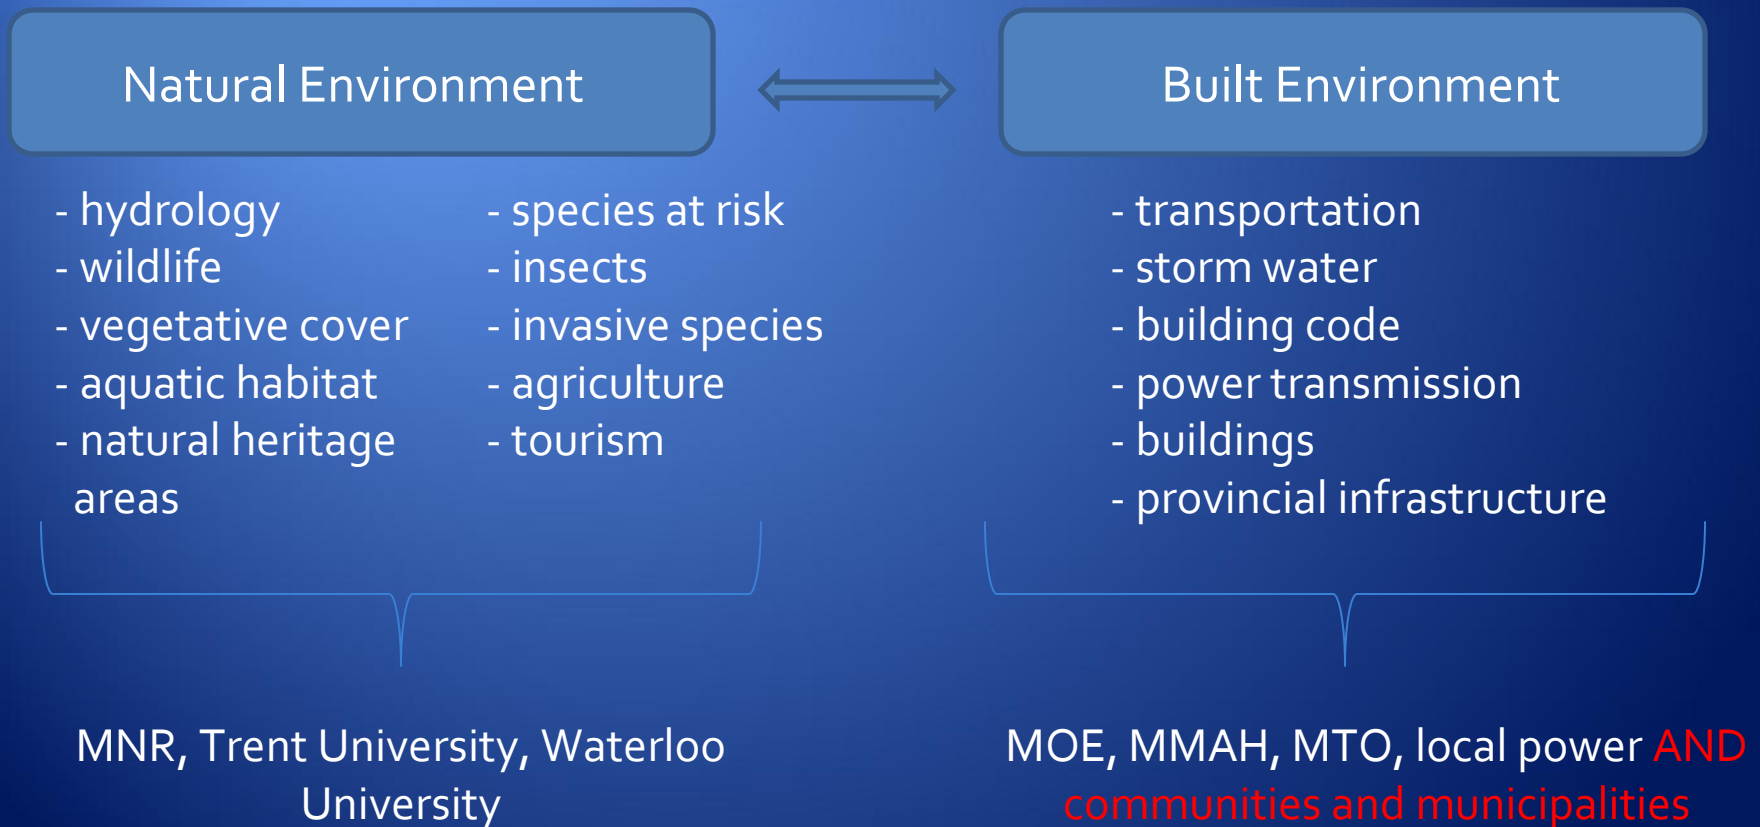 Natural Environment
Built Environment
- hydrology
- wildlife
- vegetative cover
- aquatic habitat
- natural heritage
areas
- species at risk
- insects
- invasive species
- agriculture
- tourism
- transportation
- storm water
- building code
- power transmission
- buildings
- provincial infrastructure
MNR, Trent University, Waterloo
University
MOE, MMAH, MTO, local power AND
communities and municipalities